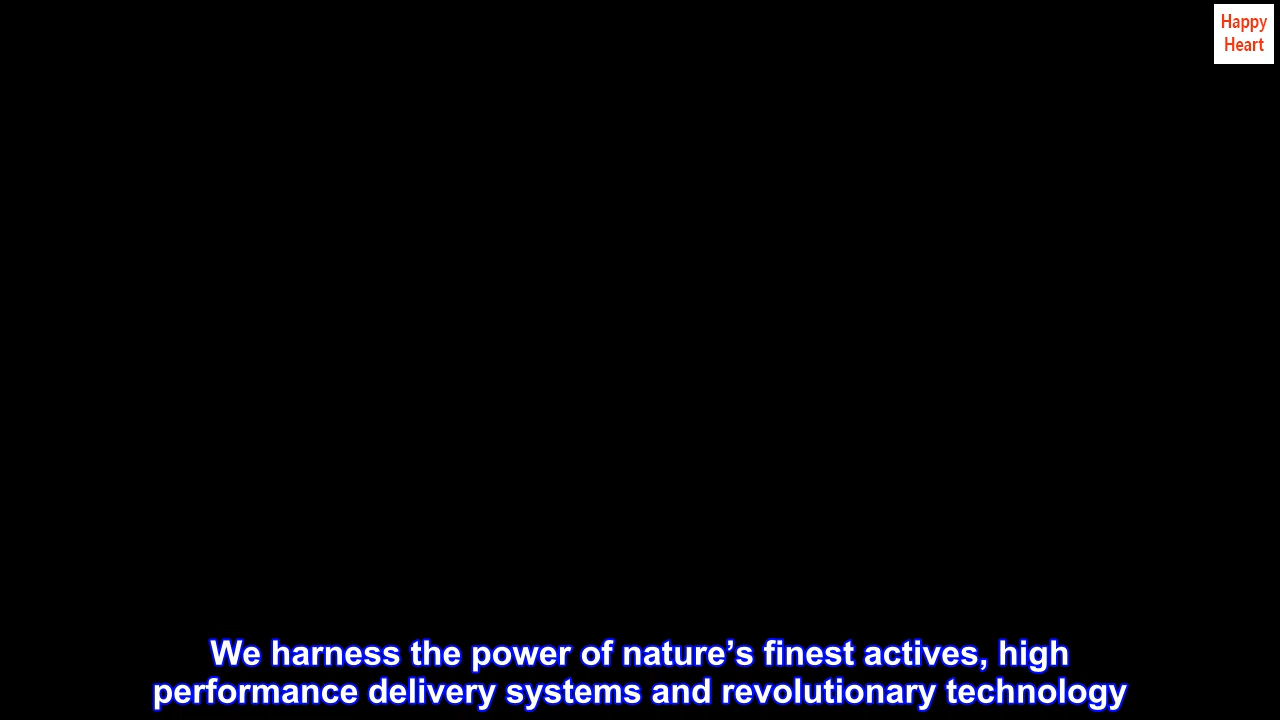 Happy
Heart
We harness the power of nature’s finest actives, high
performance delivery systems and revolutionary technology